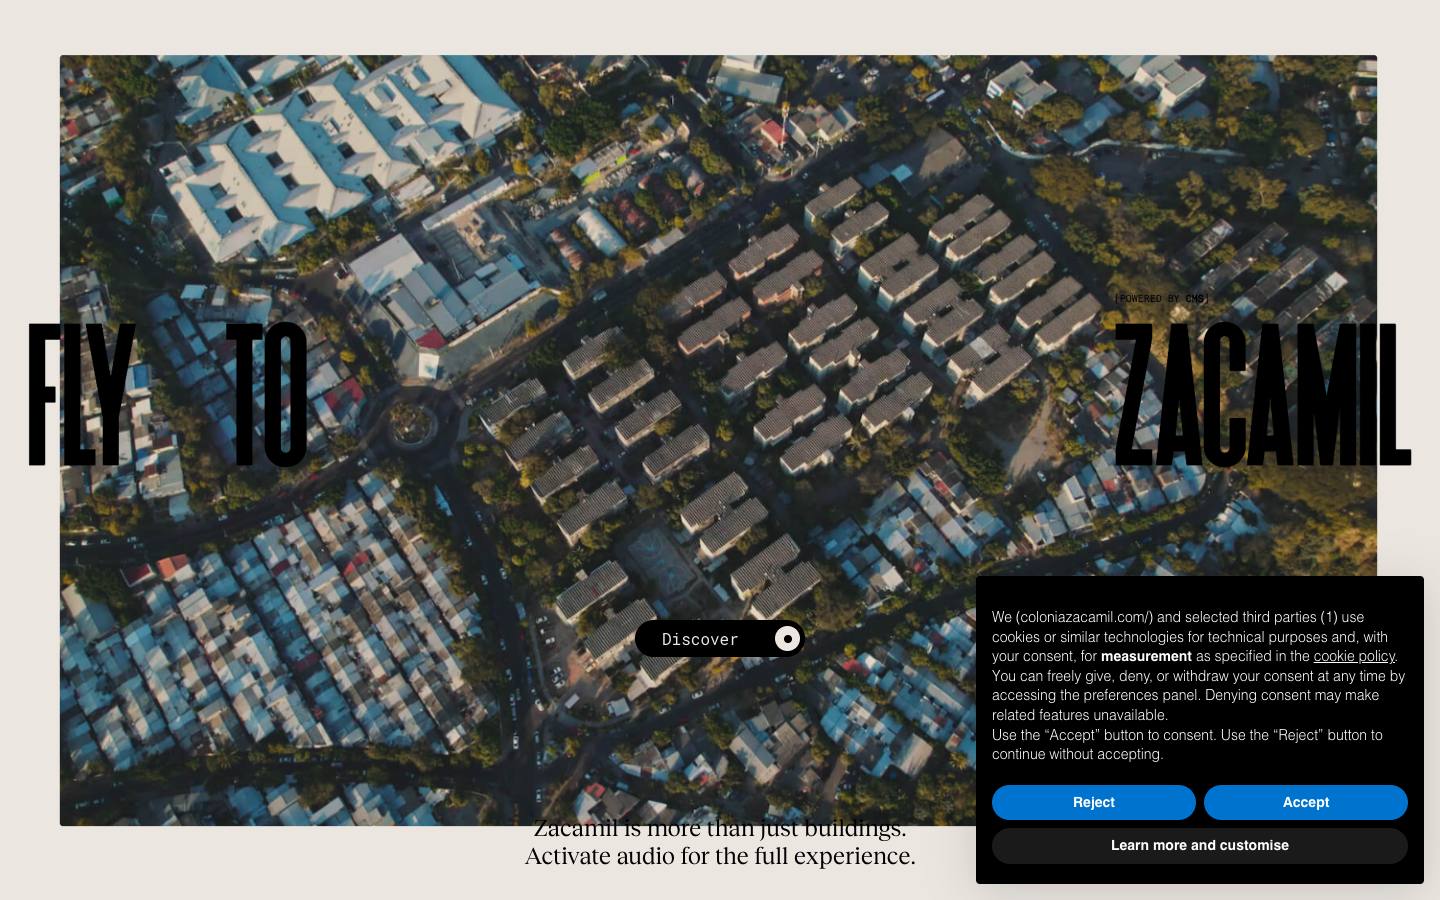 [POWERED BY CMS]
FLY TO ZACAMIL
Discover
Zacamil is more than just buildings.
Activate audio for the full experience.
We (coloniazacamil.com/) and selected third parties (1) use
cookies or similar technologies for technical purposes and, with
your consent, for measurement as specified in the cookie policy.
You can freely give, deny, or withdraw your consent at any time by
accessing the preferences panel. Denying consent may make
related features unavailable.
Use the “Accept” button to consent. Use the “Reject” button to
continue without accepting.
Reject Accept
Learn more and customise